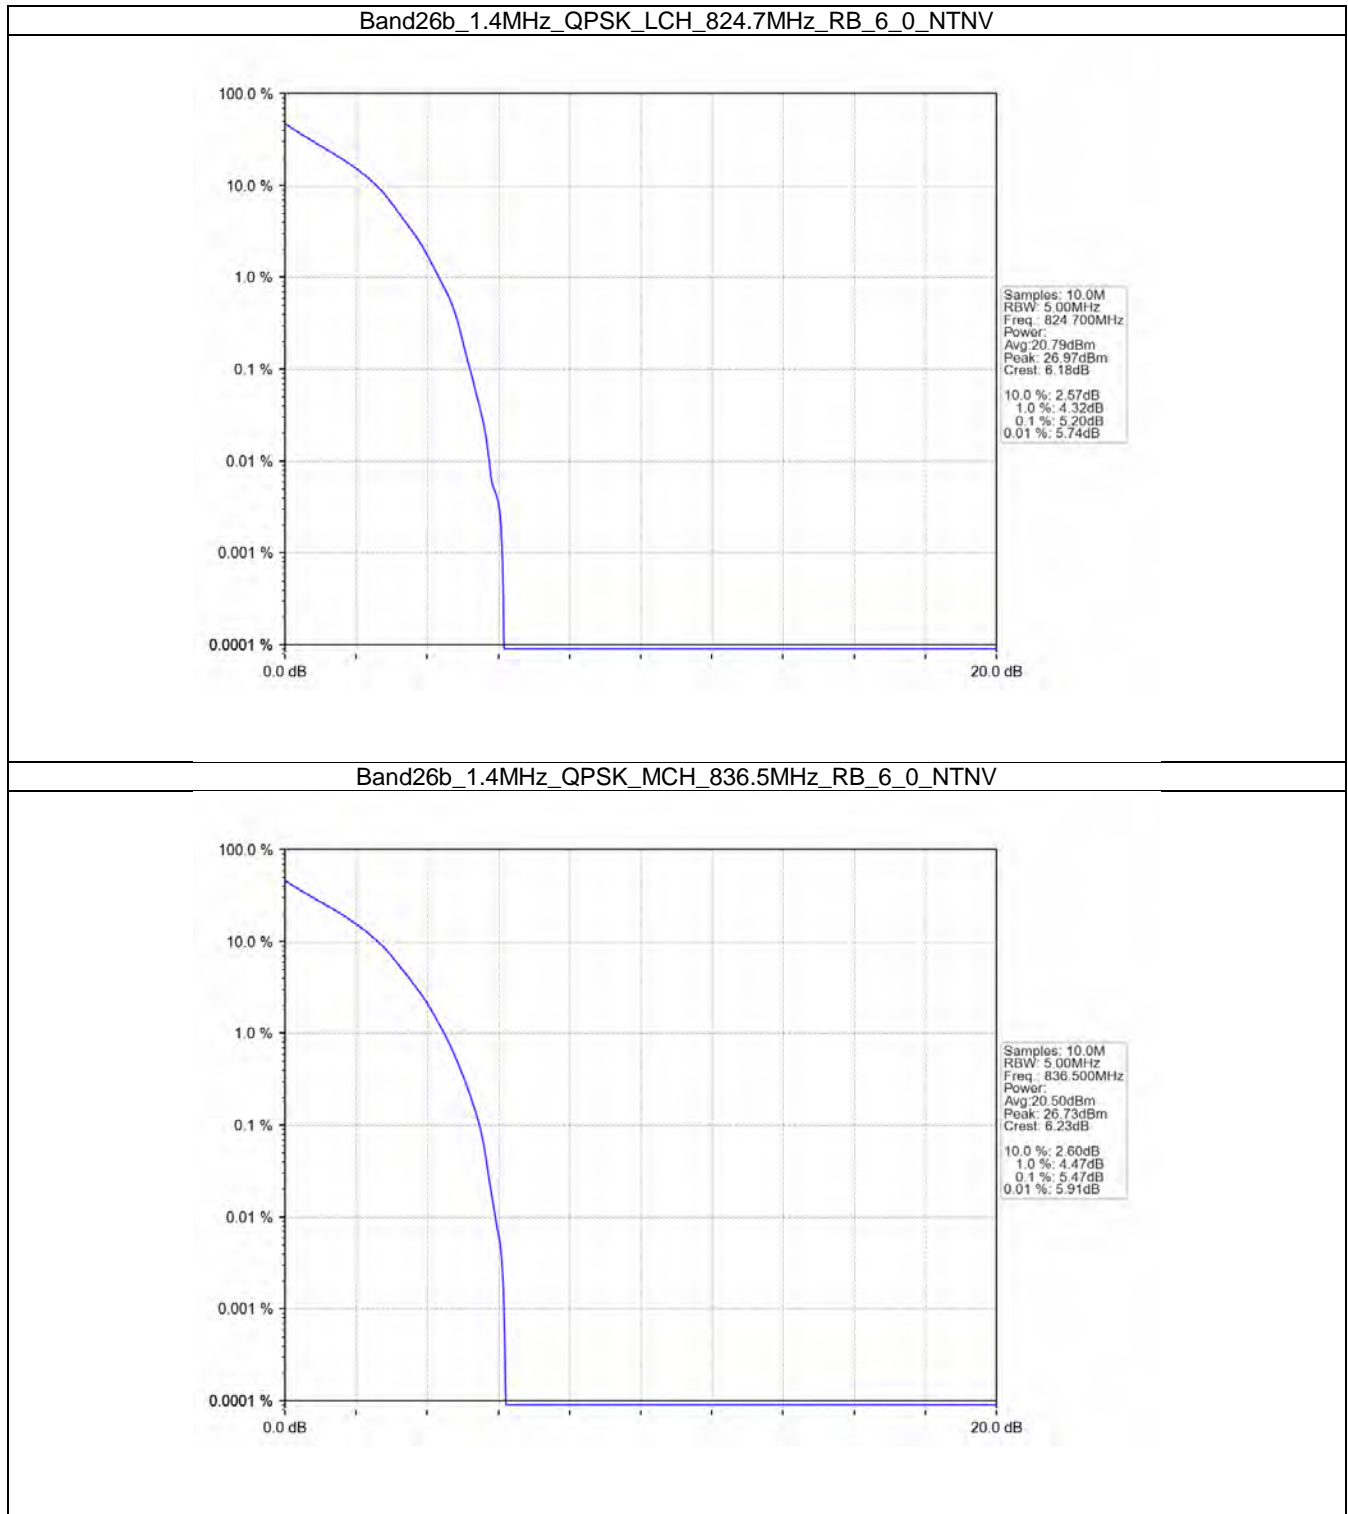 Band26b_1.4MHz_QPSK_LCH_824.7MHz_RB_6_0_NTNV
100.0 %
10.0 %
1.0 %
0.1 %
0.01 %
0.001 %
0.0001 %
0.0 dB
20.0 dB
Samples: 10.0M
RBW: 5.00MHz
Freq.: 824.700MHz
Power:
Avg:20.79dBm
Peak: 26.97dBm
Crest: 6.18dB
10.0 %: 2.57dB
1.0 %: 4.32dB
0.1 %: 5.20dB
0.01 %: 5.74dB
Band26b_1.4MHz_QPSK_MCH_836.5MHz_RB_6_0_NTNV
100.0 %
10.0 %
1.0 %
0.1 %
0.01 %
0.001 %
0.0001 %
0.0 dB
20.0 dB
Samples: 10.0M
RBW: 5.00MHz
Freq.: 836.500MHz
Power:
Avg:20.50dBm
Peak: 26.73dBm
Crest: 6.23dB
10.0 %: 2.60dB
1.0 %: 4.47dB
0.1 %: 5.47dB
0.01 %: 5.91dB